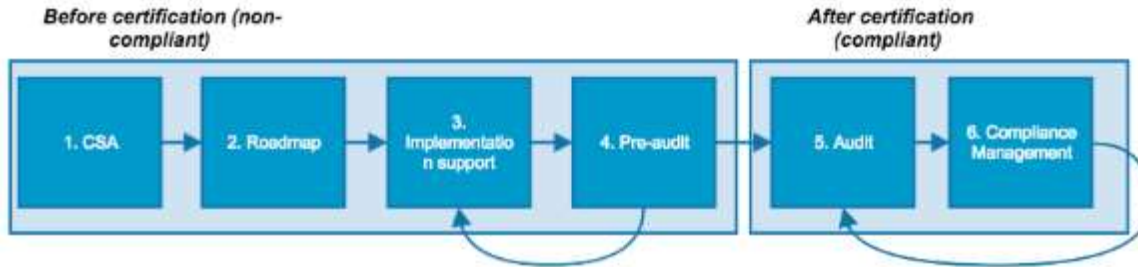 Before certification (non-
compliant)
After certification
(compliant)
1. CSA
2. Roadmap
3.
Implementatio
n support
4. Pre-audit
5. Audit
6. Compliance
Management